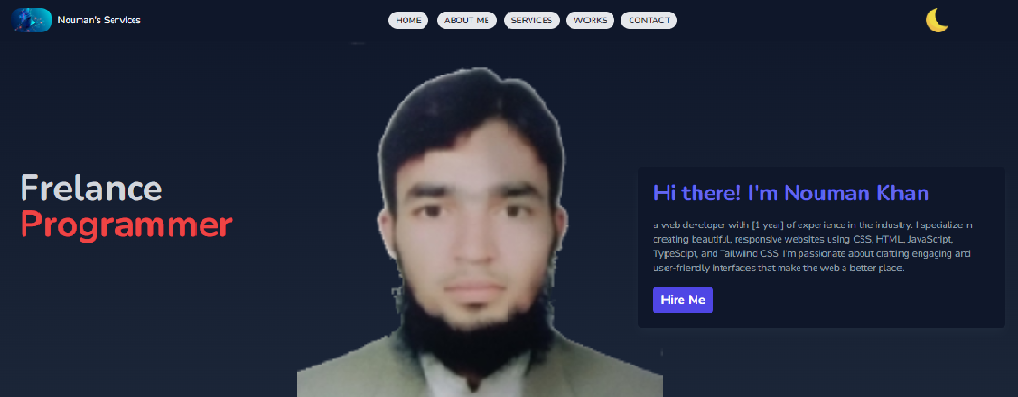 Nouman's Services
HOME
ABOUT ME
SERVICES
WORKS
CONTACT
Frelance
Programmer
Hi there! I'm Nouman Khan
a web developer with [1 year] of experience in the industry. I specialize in
creating beautiful, responsive websites using CSS, HTML, JavaScript,
TypeScipt, and Tailwind CSS I'm passionate about crafting engaging and
user-friendly interfaces that make the web a better place.
Hire Me